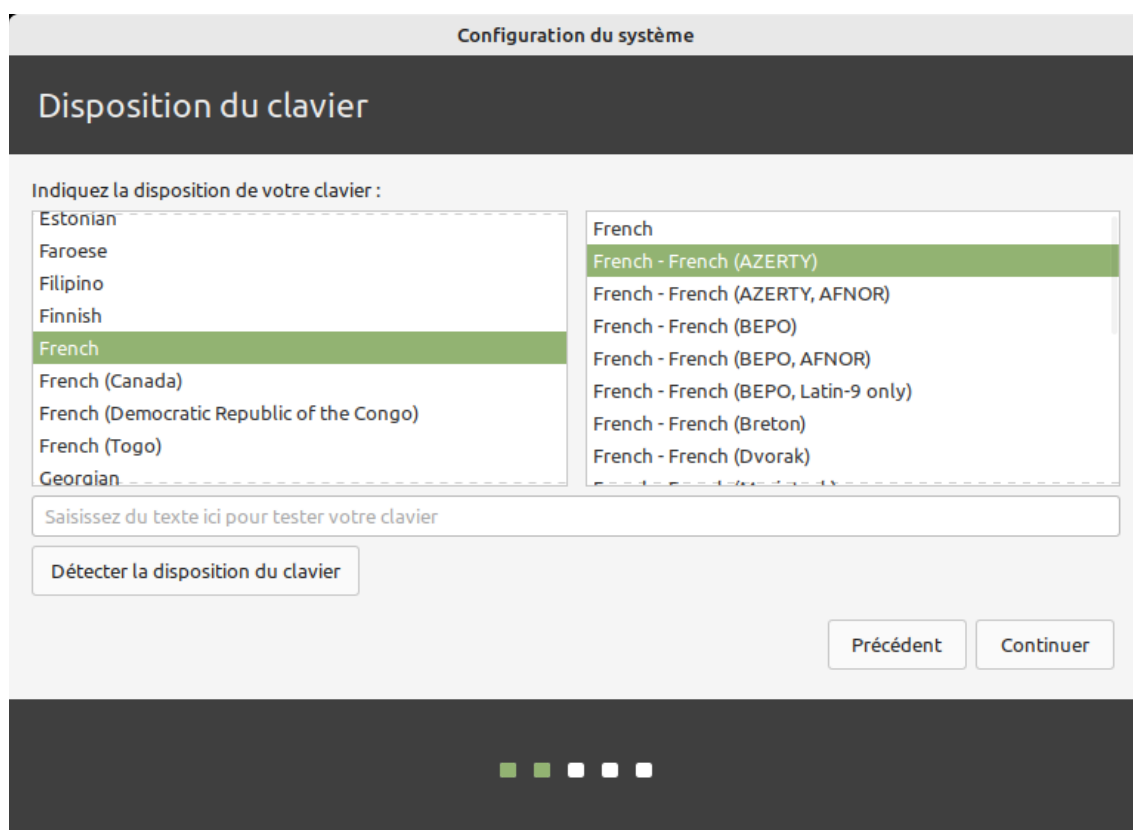 Configuration du système
Disposition du clavier
Indiquez la disposition de votre clavier :
Estonian
Faroese
Filipino
Finnish
French
French (Canada)
French (Democratic Republic of the Congo)
French (Togo)
Georgian
French
French - French (AZERTY)
French - French (AZERTY, AFNOR)
French - French (BEPO)
French - French (BEPO, AFNOR)
French - French (BEPO, Latin-9 only)
French - French (Breton)
French - French (Dvorak)
Saisissez du texte ici pour tester votre clavier
Détecter la disposition du clavier
Précédent
Continuer